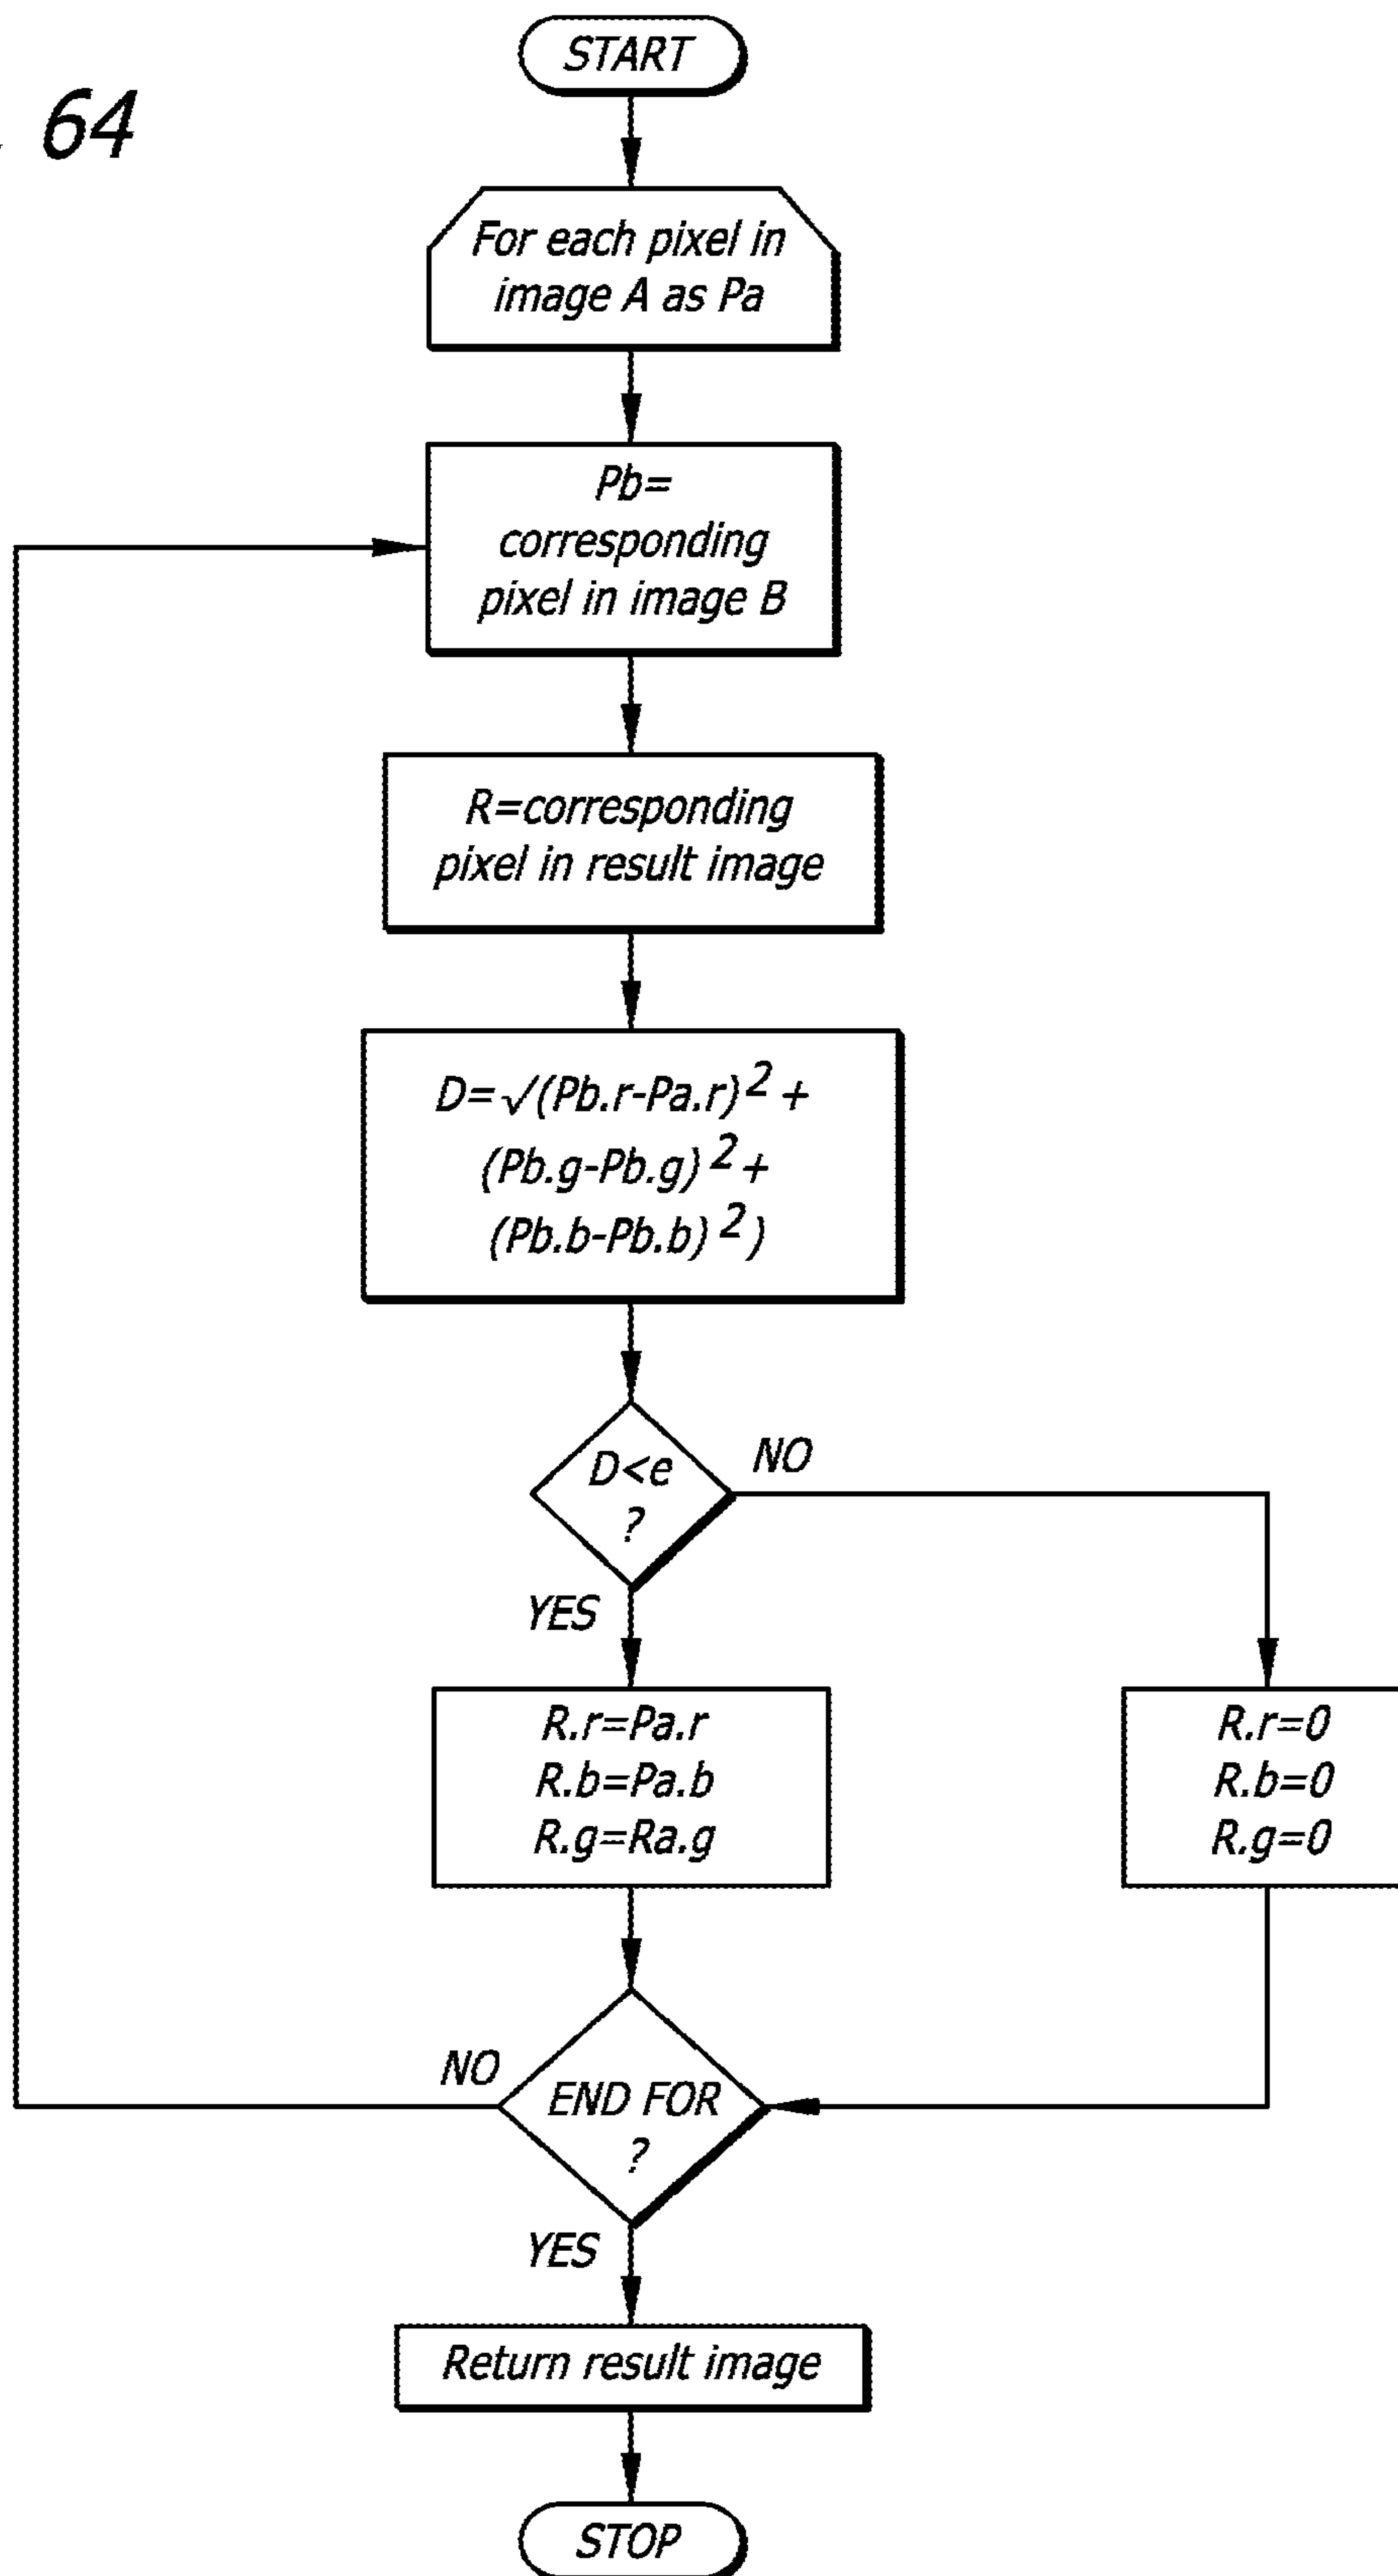 64
START
For each pixel in
image A as Pa
Pb=
corresponding
pixel in image B
R=corresponding
pixel in result image
D=√(Pb.r-Pa.r)2+
(Pb.g-Pb.g)2+
(Pb.b-Pb.b)2)
D<e
?
NO
YES
R.r=Pa.r
R.b=Pa.b
R.g=Ra.g
R.r=0
R.b=0
R.g=0
NO
END FOR
?
YES
Return result image
STOP